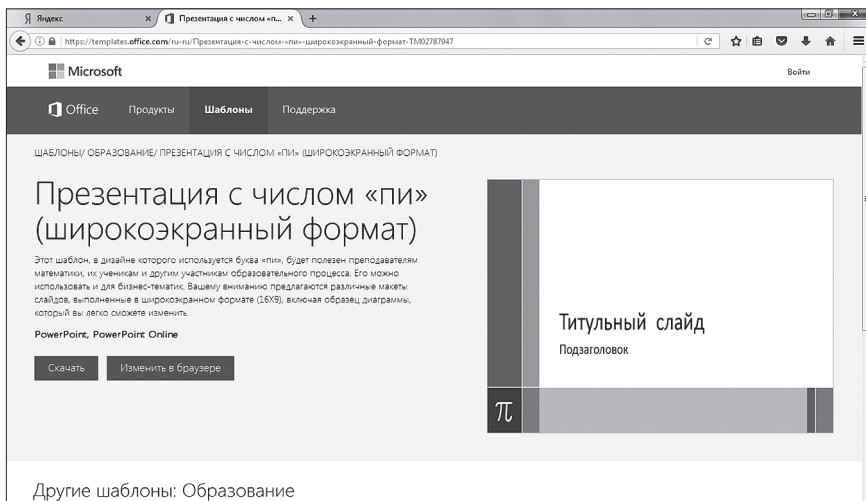 Яндекс
Презентация с числом «п...
https://templates.office.com/ru-ru/Презентация-с-числом-«пи»-широкоэкранный-формат-TM02787947
Microsoft
Войти
Office Продукты Шаблоны Поддержка
ШАБЛОНЫ/ ОБРАЗОВАНИЕ/ ПРЕЗЕНТАЦИЯ С ЧИСЛОМ «ПИ» (ШИРОКОЭКРАННЫЙ ФОРМАТ)
Презентация с числом «пи»
(широкоэкранный формат)
Этот шаблон, в дизайне которого используется буква «пи», будет полезен преподавателям
математики, их ученикам и другим участникам образовательного процесса. Его можно
использовать и для бизнес-тематик. Вашему вниманию предлагаются различные макеты
слайдов, выполненные в широкоэкранном формате (16X9), включая образец диаграммы,
который вы легко сможете изменить.
PowerPoint, PowerPoint Online
Скачать Изменить в браузере
Титульный слайд
Подзаголовок
π
Другие шаблоны: Образование